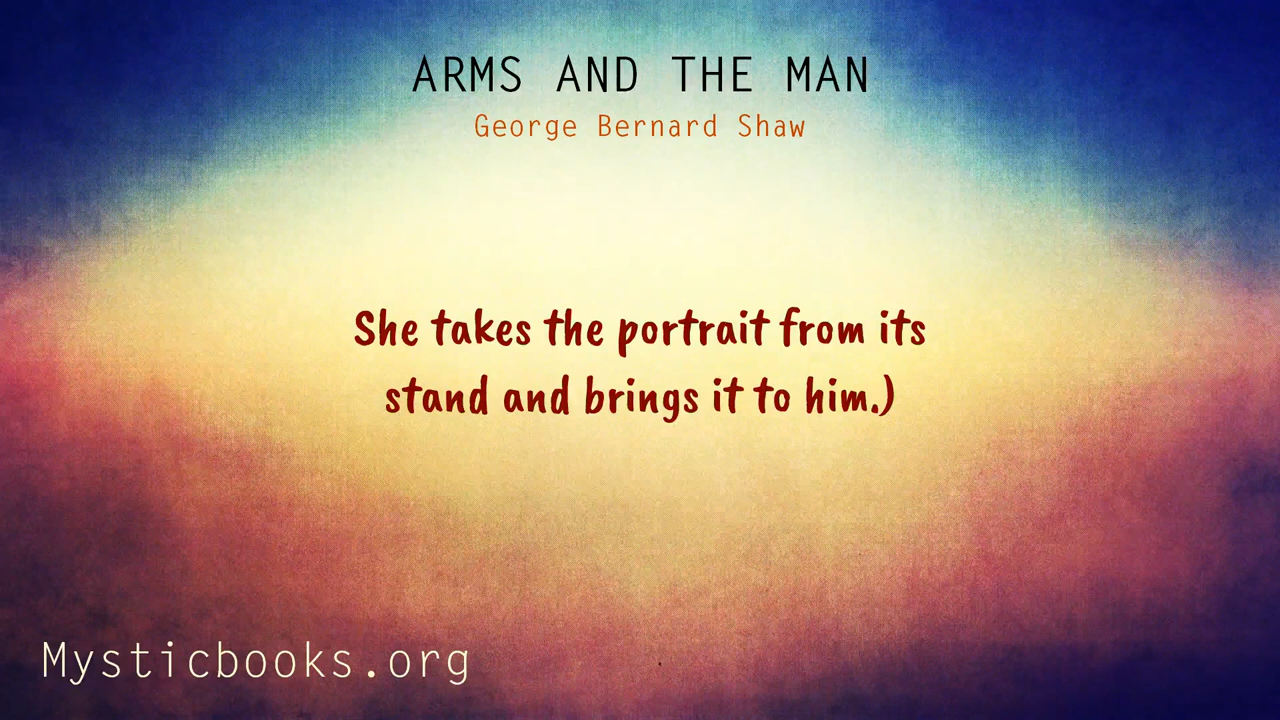 ARMS AND THE MAN
George Bernard Shaw
She takes the portrait from its
stand and brings it to him.)
Mysticbooks.org